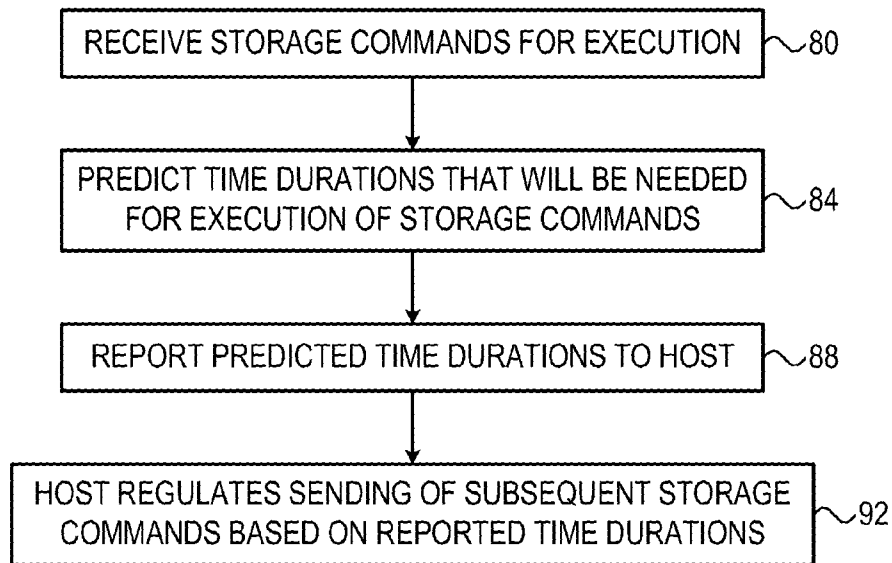 RECEIVE STORAGE COMMANDS FOR EXECUTION 80
PREDICT TIME DURATIONS THAT WILL BE NEEDED
FOR EXECUTION OF STORAGE COMMANDS 84
REPORT PREDICTED TIME DURATIONS TO HOST 88
HOST REGULATES SENDING OF SUBSEQUENT STORAGE
COMMANDS BASED ON REPORTED TIME DURATIONS 92